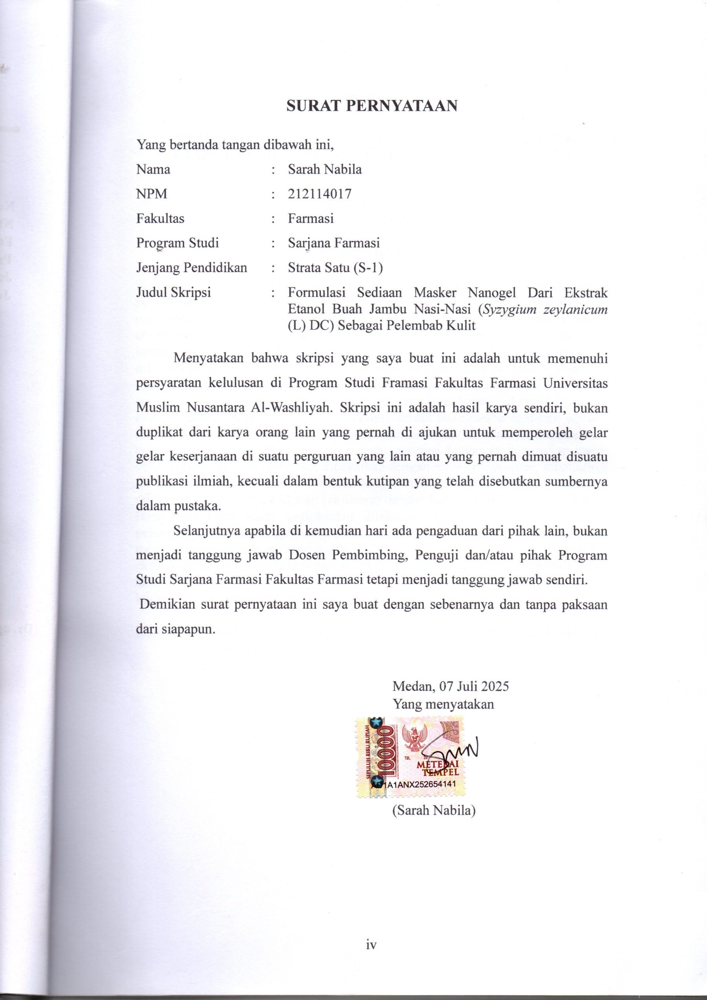 SURAT PERNYATAAN
Yang bertanda tangan dibawah ini,
Nama : Sarah Nabila
NPM : 212114017
Fakultas : Farmasi
Program Studi : Sarjana Farmasi
Jenjang Pendidikan : Strata Satu (S-1)
Judul Skripsi : Formulasi Sediaan Masker Nanogel Dari Ekstrak
Etanol Buah Jambu Nasi-Nasi (Syzygium zeylanicum
(L) DC) Sebagai Pelembab Kulit
Menyatakan bahwa skripsi yang saya buat ini adalah untuk memenuhi
persyaratan kelulusan di Program Studi Framasi Fakultas Farmasi Universitas
Muslim Nusantara Al-Washliyah. Skripsi ini adalah hasil karya sendiri, bukan
duplikat dari karya orang lain yang pernah di ajukan untuk memperoleh gelar
gelar keserjanaan di suatu perguruan yang lain atau yang pernah dimuat disuatu
publikasi ilmiah, kecuali dalam bentuk kutipan yang telah disebutkan sumbernya
dalam pustaka.
Selanjutnya apabila di kemudian hari ada pengaduan dari pihak lain, bukan
menjadi tanggung jawab Dosen Pembimbing, Penguji dan/atau pihak Program
Studi Sarjana Farmasi Fakultas Farmasi tetapi menjadi tanggung jawab sendiri.
Demikian surat pernyataan ini saya buat dengan sebenarnya dan tanpa paksaan
dari siapapun.
Medan, 07 Juli 2025
Yang menyatakan
SEPULUH RIBU RUPIAH
10000
TGL. 20
METERAI
TEMPEL
AD1A1ANX252654141
(Sarah Nabila)
iv